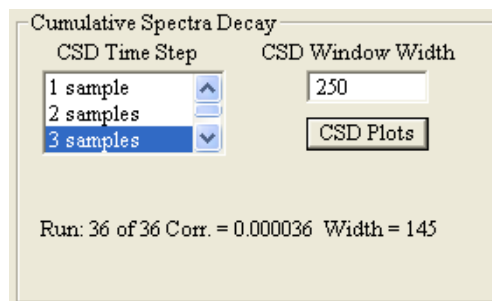 Cumulative Spectra Decay
CSD Time Step
CSD Window Width
1 sample
2 samples
3 samples
250
CSD Plots
Run: 36 of 36 Corr. = 0.000036 Width = 145